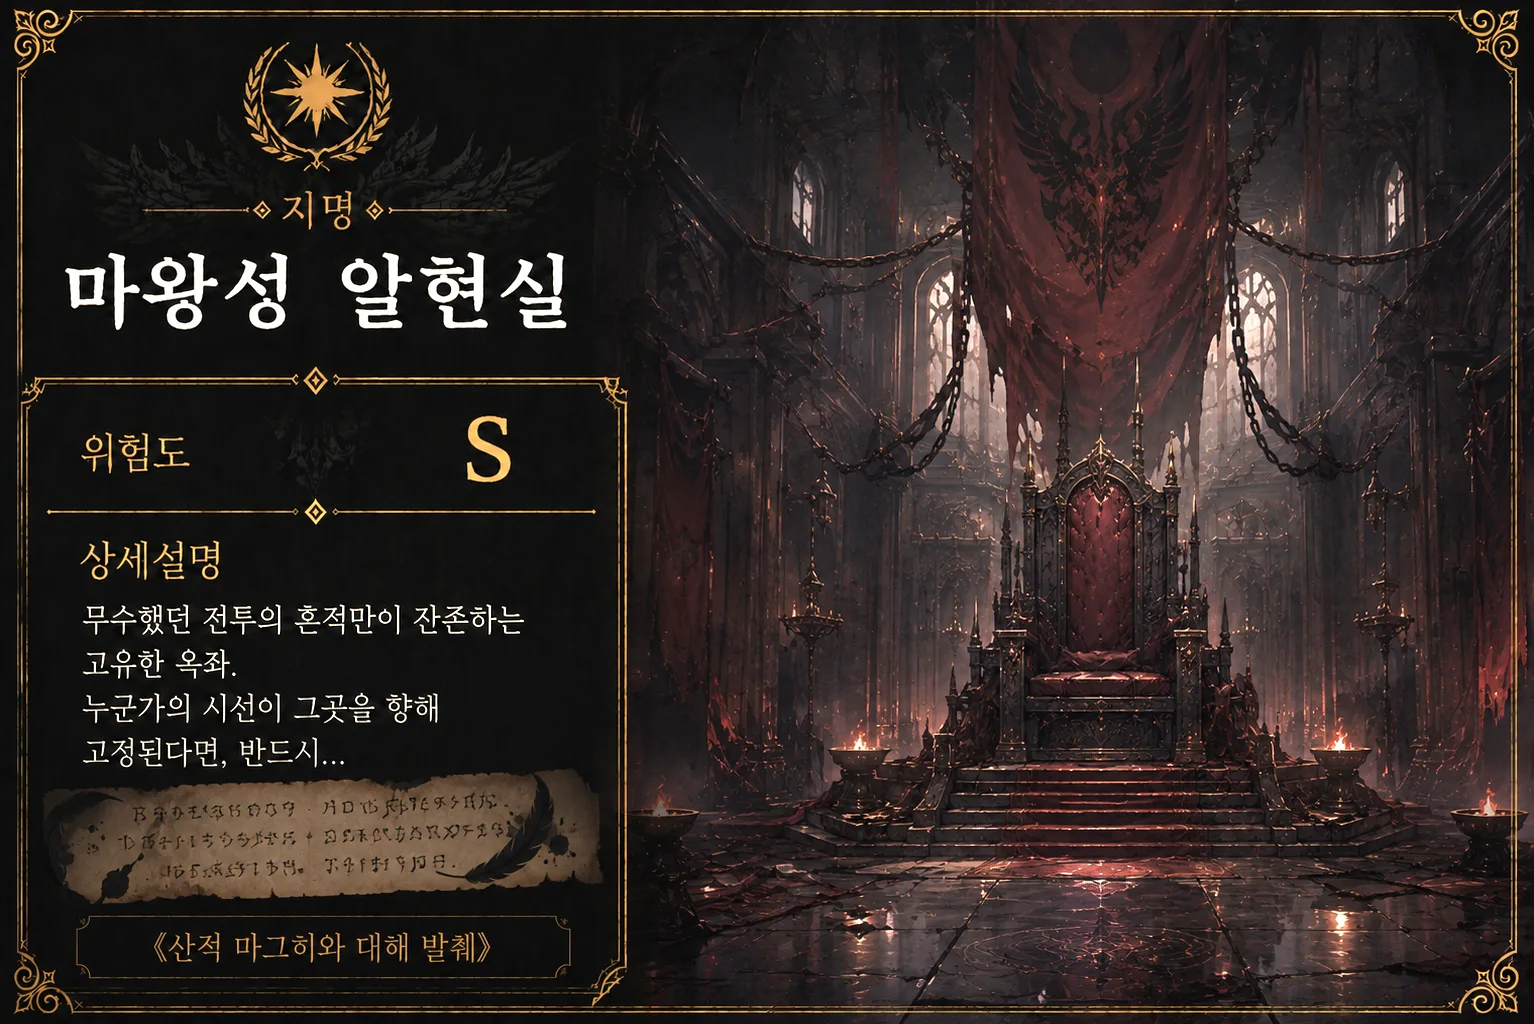 지명
마왕성 알현실
위험도 S
상세설명
무수했던 전투의 흔적만이 잔존하는
고유한 옥좌.
누군가의 시선이 그곳을 향해
고정된다면, 반드시...
《산적 마그히와 대해 발췌》